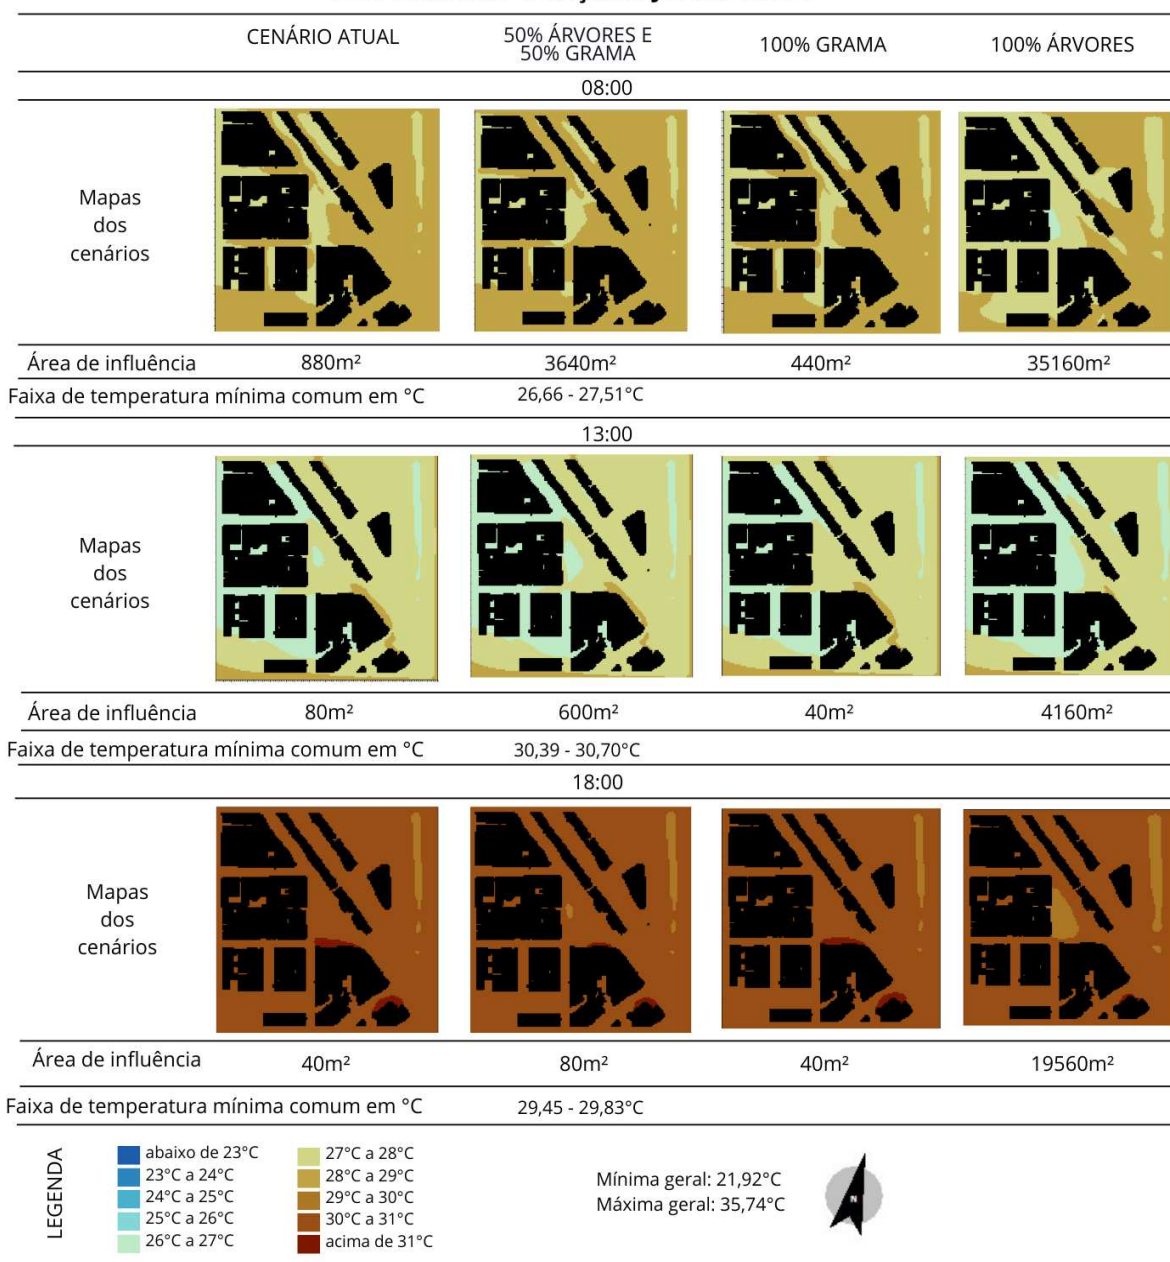 CENÁRIO ATUAL
50% ÁRVORES E
50% GRAMA
100% GRAMA
100% ÁRVORES
08:00
Mapas
dos
cenários
Área de influência 880m² 3640m² 440m² 35160m²
Faixa de temperatura mínima comum em °C 26,66 - 27,51°C
13:00
Mapas
dos
cenários
Área de influência 80m² 600m² 40m² 4160m²
Faixa de temperatura mínima comum em °C 30,39 - 30,70°C
18:00
Mapas
dos
cenários
Área de influência 40m² 80m² 40m² 19560m²
Faixa de temperatura mínima comum em °C 29,45 - 29,83°C
LEGENDA
abaixo de 23°C
23°C a 24°C
24°C a 25°C
25°C a 26°C
26°C a 27°C
27°C a 28°C
28°C a 29°C
29°C a 30°C
30°C a 31°C
acima de 31°C
Mínima geral: 21,92°C
Máxima geral: 35,74°C
N